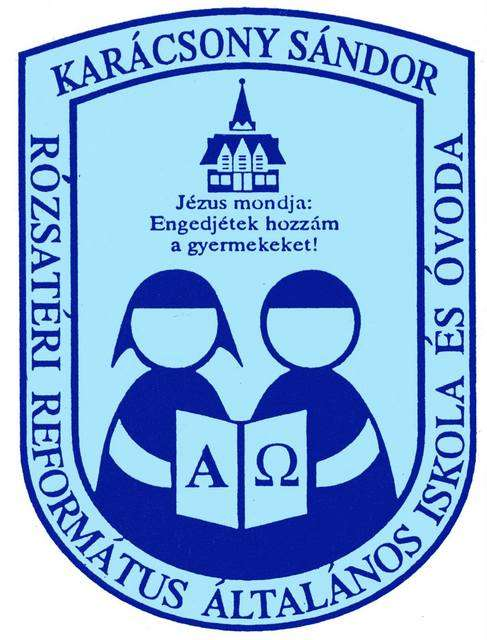 KARÁCSONY SÁNDOR
RÓZSATÉRI REFORMÁTUS ÁLTALÁNOS ISKOLA ÉS ÓVODA
Jézus mondja:
Engedjétek hozzám
a gyermekeket!
Α Ω